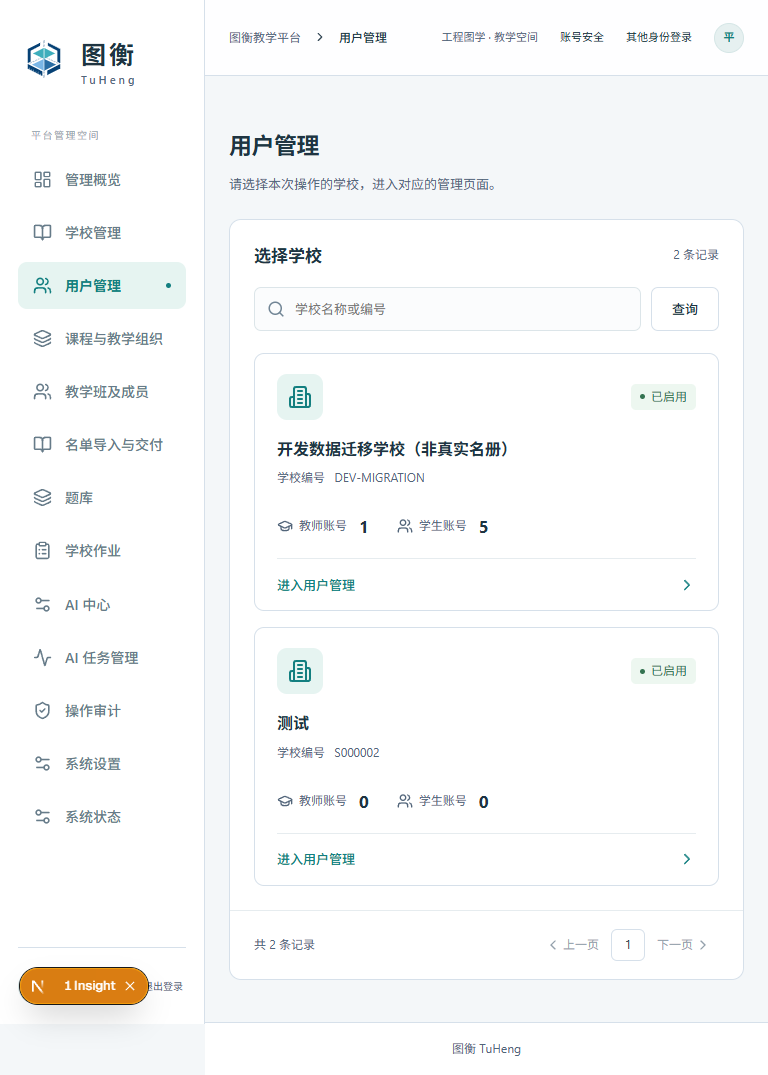 图衡
TuHeng
平台管理空间
管理概览
学校管理
用户管理
课程与教学组织
教学班及成员
名单导入与交付
题库
学校作业
AI 中心
AI 任务管理
操作审计
系统设置
系统状态
1 Insight
出登录
图衡教学平台 > 用户管理
工程图学 · 教学空间 账号安全 其他身份登录 平
用户管理
请选择本次操作的学校，进入对应的管理页面。
选择学校 2 条记录
学校名称或编号 查询
已启用
开发数据迁移学校（非真实名册）
学校编号 DEV-MIGRATION
教师账号 1 学生账号 5
进入用户管理
已启用
测试
学校编号 S000002
教师账号 0 学生账号 0
进入用户管理
共 2 条记录 上一页 1 下一页
图衡 TuHeng